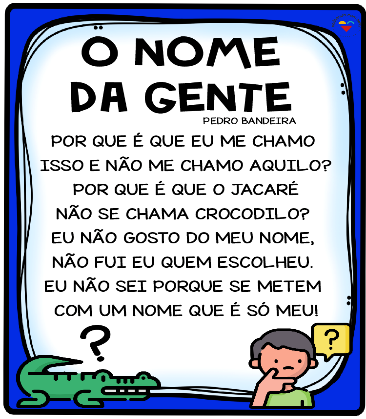 O NOME
DA GENTE
PEDRO BANDEIRA
POR QUE É QUE EU ME CHAMO
ISSO E NÃO ME CHAMO AQUILO?
POR QUE É QUE O JACARÉ
NÃO SE CHAMA CROCODILO?
EU NÃO GOSTO DO MEU NOME,
NÃO FUI EU QUEM ESCOLHEU.
EU NÃO SEI PORQUE SE METEM
COM UM NOME QUE É SÓ MEU!
?
?